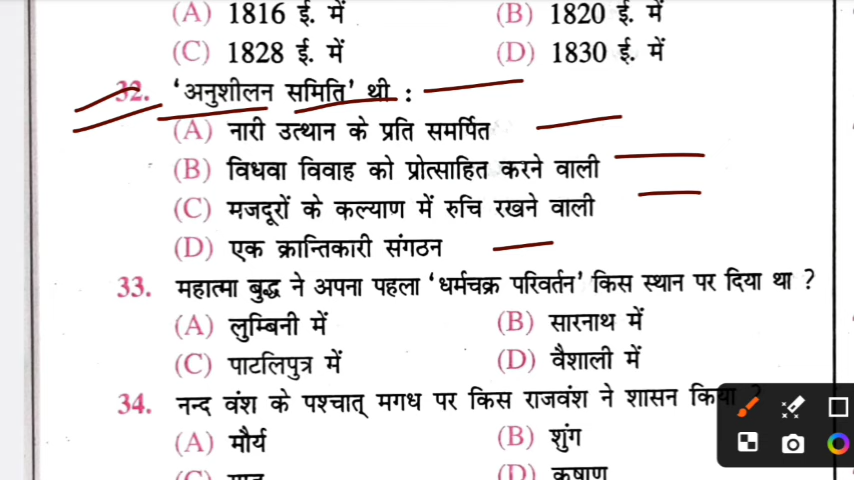 (A) 1816 ई. में (B) 1820 ई. में
(C) 1828 ई. में (D) 1830 ई. में
32. 'अनुशीलन समिति' थी :
(A) नारी उत्थान के प्रति समर्पित
(B) विधवा विवाह को प्रोत्साहित करने वाली
(C) मजदूरों के कल्याण में रुचि रखने वाली
(D) एक क्रान्तिकारी संगठन
33. महात्मा बुद्ध ने अपना पहला 'धर्मचक्र परिवर्तन' किस स्थान पर दिया था ?
(A) लुम्बिनी में (B) सारनाथ में
(C) पाटलिपुत्र में (D) वैशाली में
34. नन्द वंश के पश्चात् मगध पर किस राजवंश ने शासन किया ?
(A) मौर्य (B) शुंग
(D) कुषाण